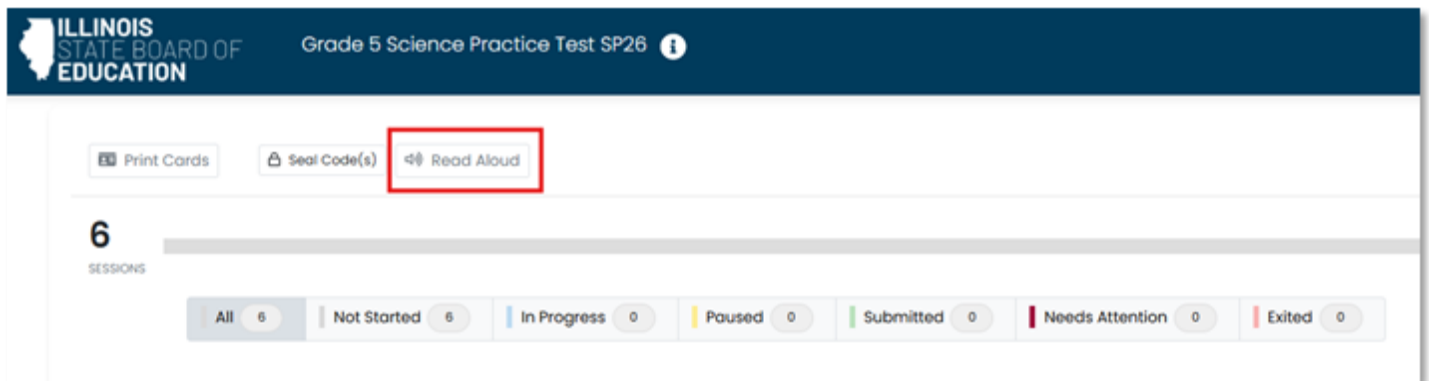 ILLINOIS
STATE BOARD OF
EDUCATION
Grade 5 Science Practice Test SP26
Print Cards
Seal Code(s)
Read Aloud
6
SESSIONS
All 6
Not Started 6
In Progress 0
Paused 0
Submitted 0
Needs Attention 0
Exited 0